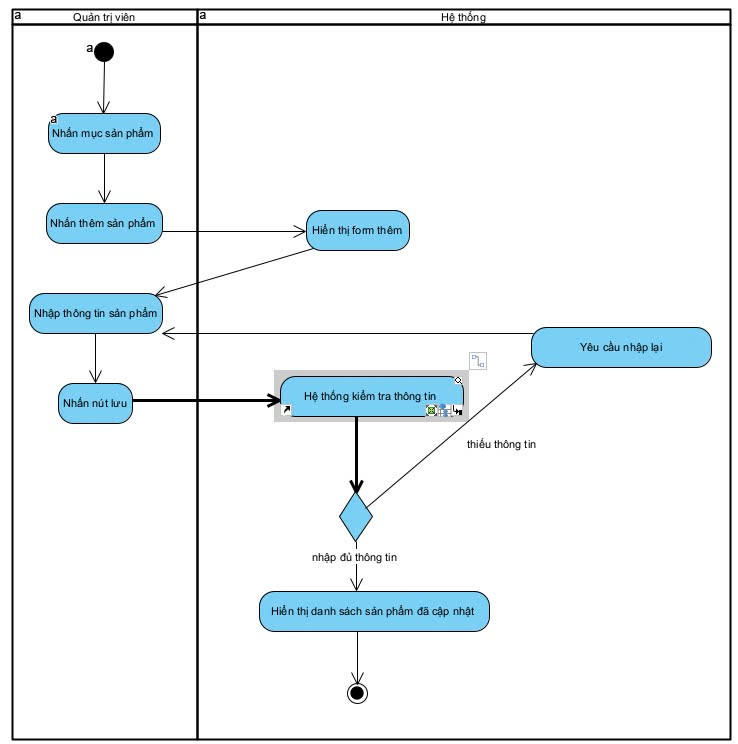 a
Quản trị viên
a
Hệ thống
a
a
Nhấn mục sản phẩm
Nhấn thêm sản phẩm
Hiển thị form thêm
Nhập thông tin sản phẩm
Yêu cầu nhập lại
Nhấn nút lưu
Hệ thống kiểm tra thông tin
thiếu thông tin
nhập đủ thông tin
Hiển thị danh sách sản phẩm đã cập nhật